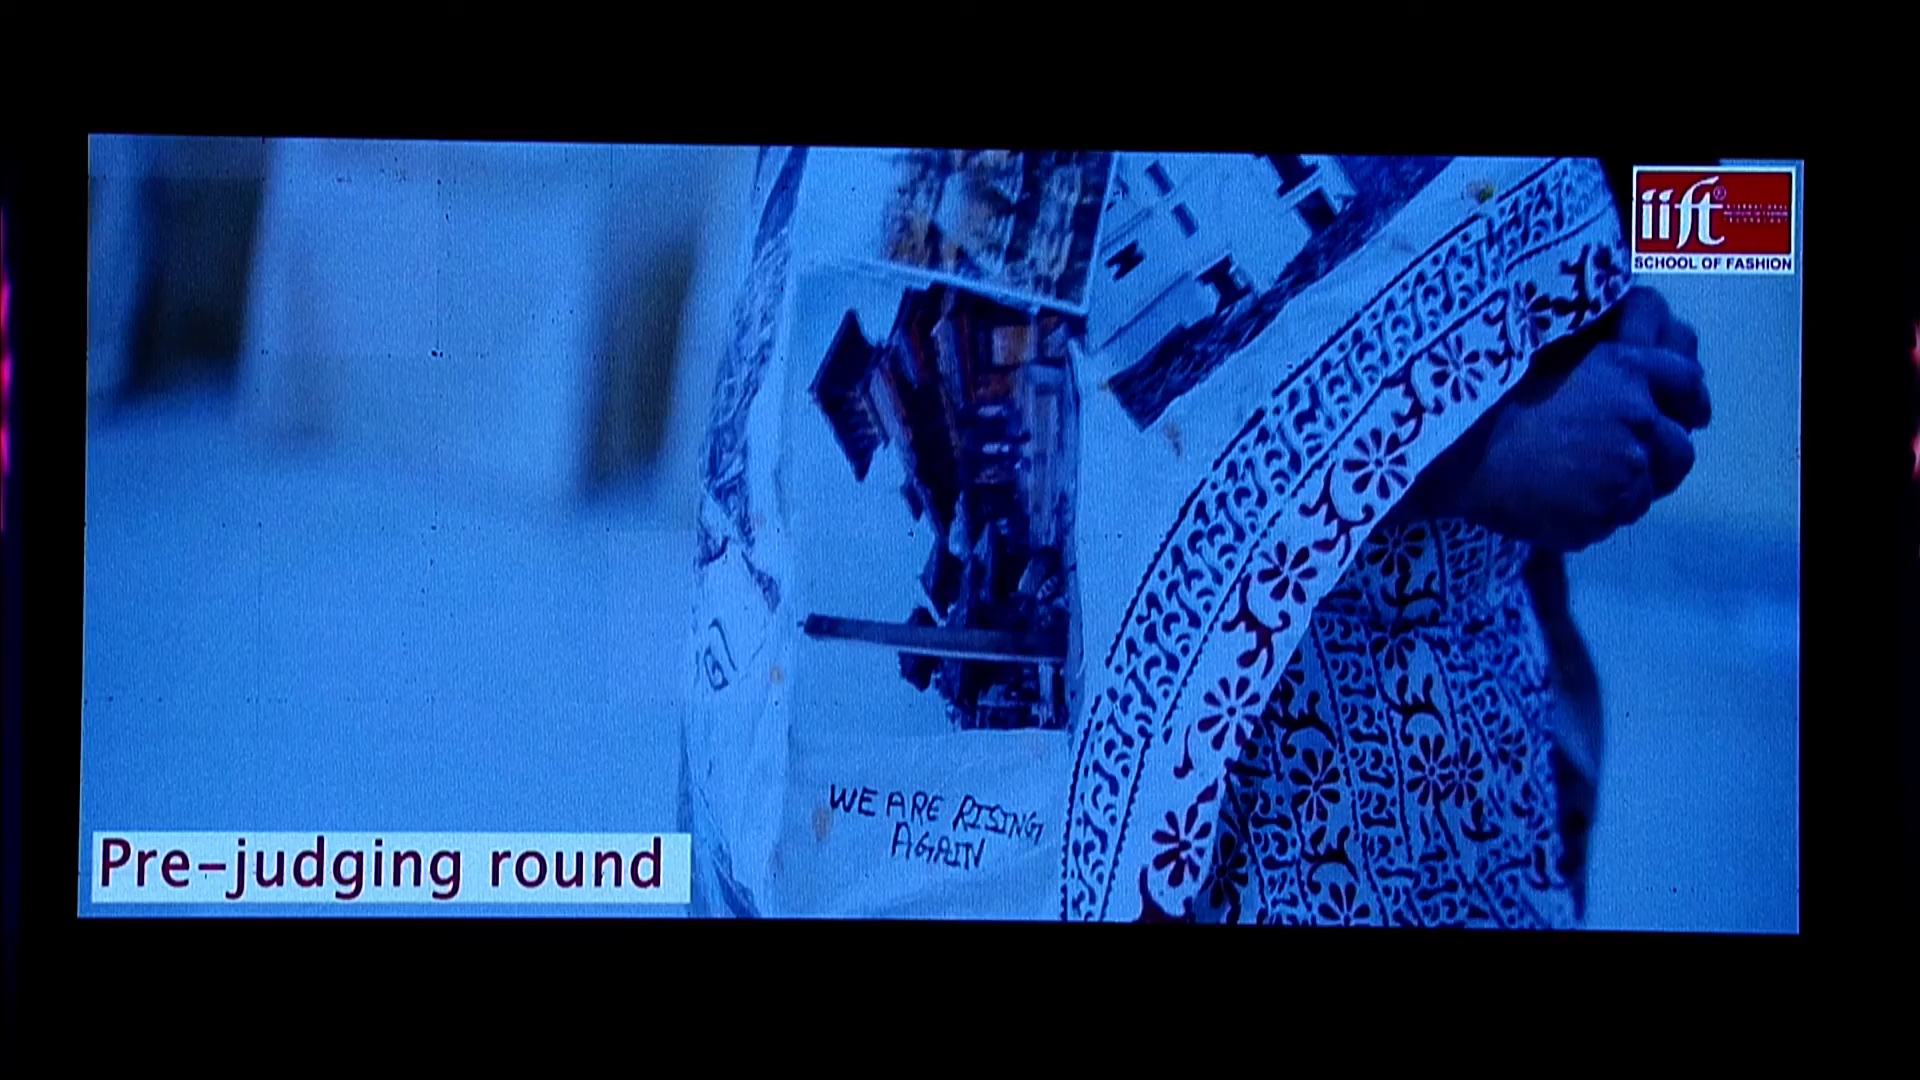 iift®
SCHOOL OF FASHION
WE ARE RISING
AGAIN
Pre-judging round